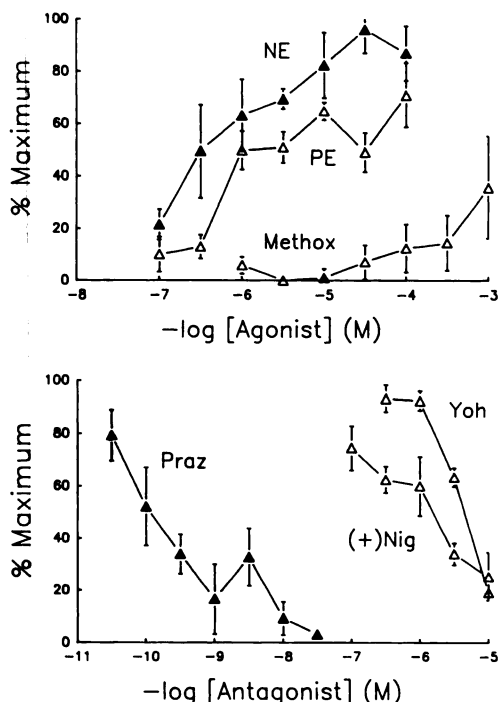 100
80
60
40
20
0
% Maximum
NE
PE
Methox
-8
-7
-6
-5
-4
-3
-log [Agonist] (M)
100
80
60
40
20
0
% Maximum
Praz
Yoh
(+)Nig
-11
-10
-9
-8
-7
-6
-5
-log [Antagonist] (M)